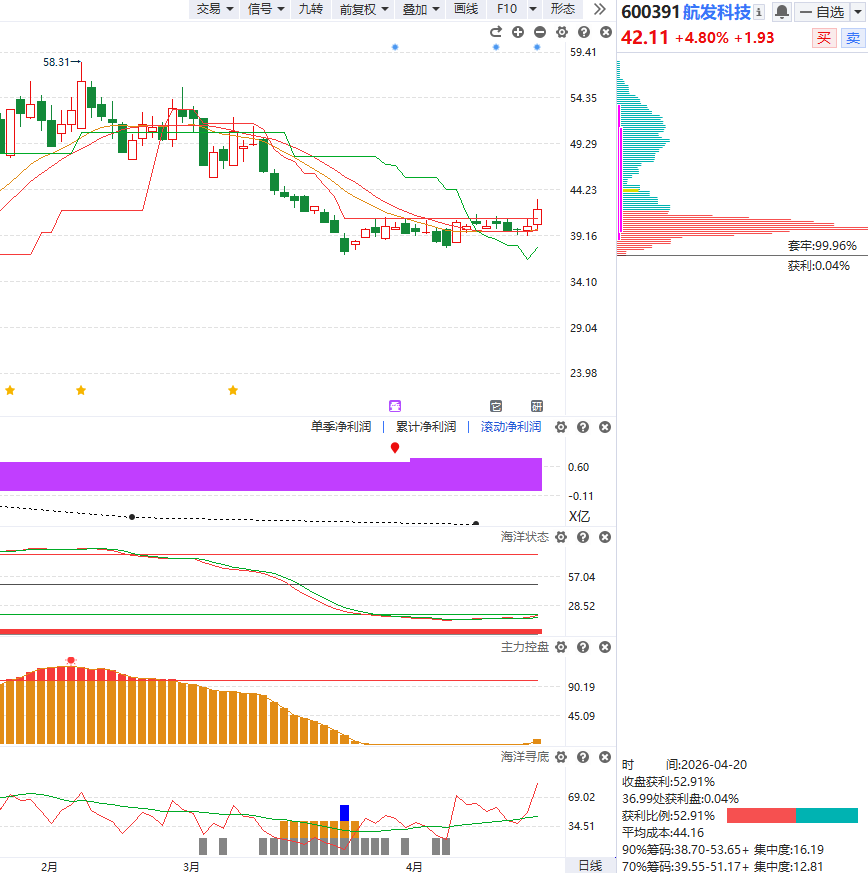 交易 信号 九转 前复权 叠加 画线 F10 形态
600391 航发科技 自选
42.11 +4.80% +1.93 买 卖
59.41
58.31
54.35
49.29
44.23
39.16
套牢:99.96%
获利:0.04%
34.10
29.04
23.98
单季净利润 | 累计净利润 | 滚动净利润
0.60
-0.11
X亿
海洋状态
57.04
28.52
主力控盘
90.19
45.09
海洋寻底
69.02
34.51
时 间:2026-04-20
收盘获利:52.91%
36.99处获利盘:0.04%
获利比例:52.91%
平均成本:44.16
90%筹码:38.70-53.65+ 集中度:16.19
70%筹码:39.55-51.17+ 集中度:12.81
2月 3月 4月 日线